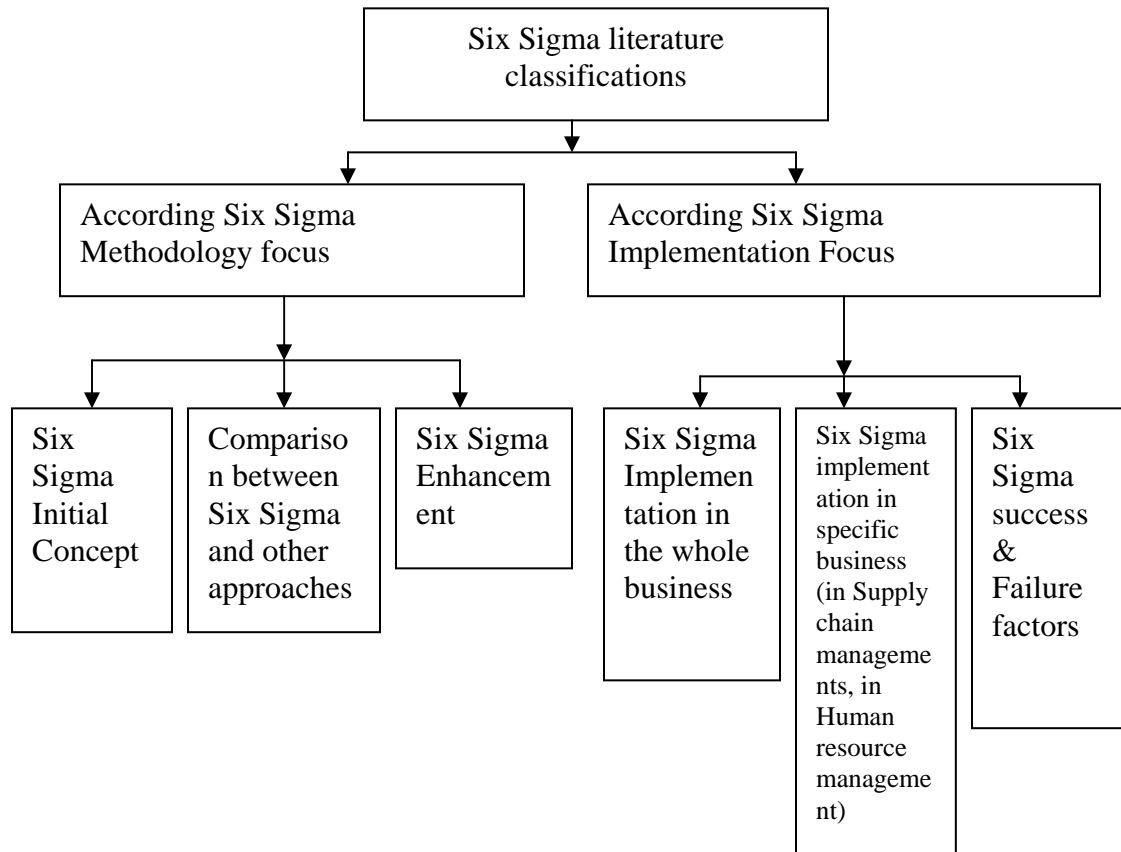 Six Sigma literature
classifications
According Six Sigma
Methodology focus
According Six Sigma
Implementation Focus
Six
Sigma
Initial
Concept
Compariso
n between
Six Sigma
and other
approaches
Six Sigma
Enhancem
ent
Six Sigma
Implemen
tation in
the whole
business
Six Sigma
implement
ation in
specific
business
(in Supply
chain
manageme
nts, in
Human
resource
manageme
nt)
Six
Sigma
success
&
Failure
factors